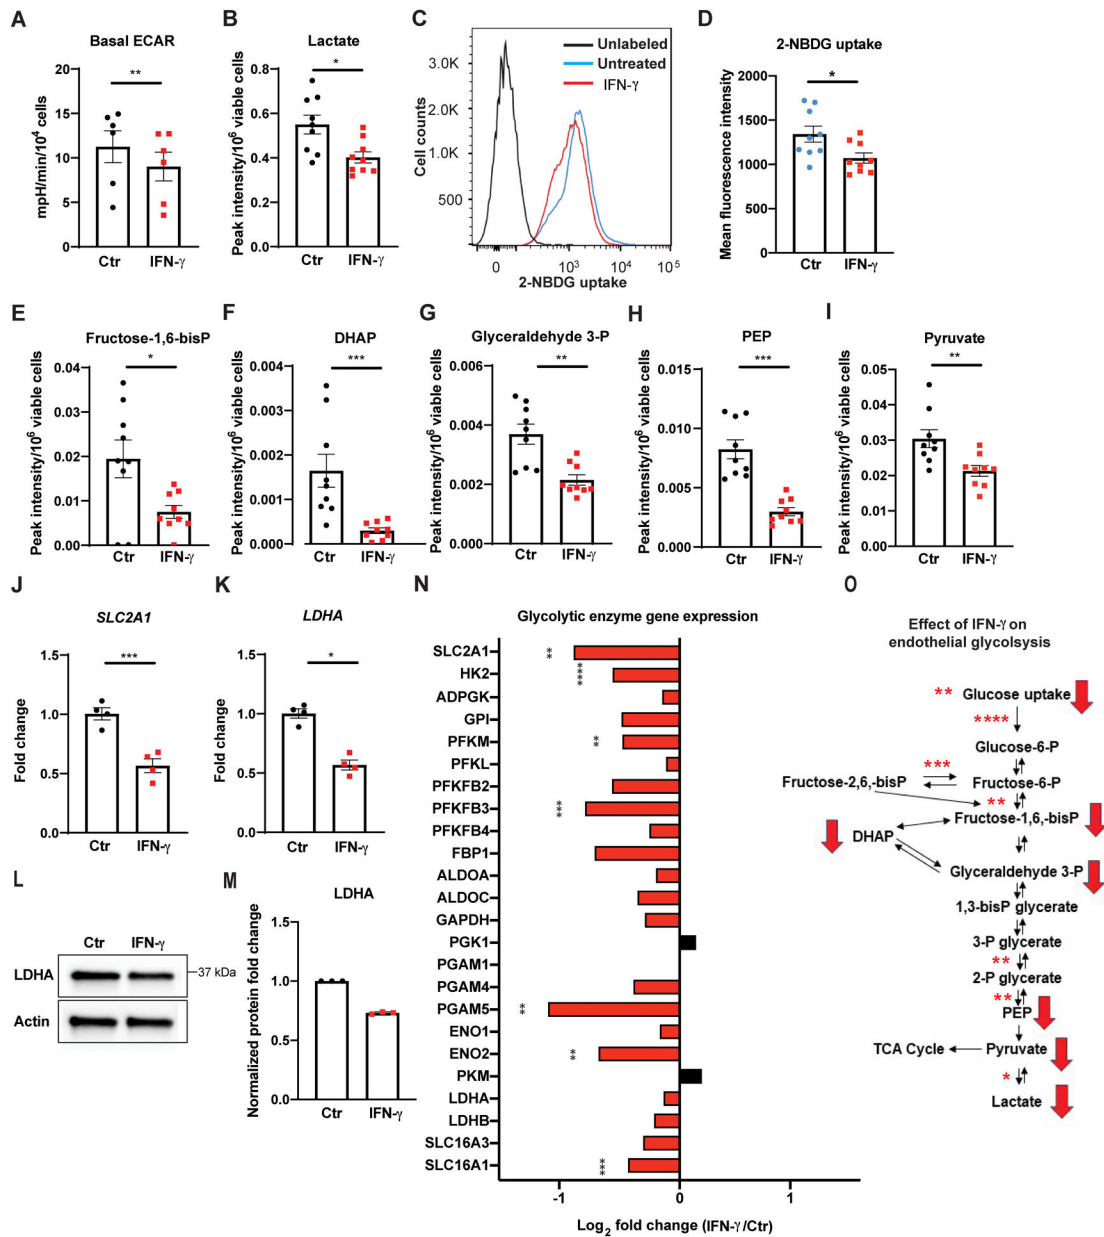 A
Basal ECAR
mpH/min/10⁴ cells
20
15
10
5
0
**
Ctr
IFN-γ
B
Lactate
Peak intensity/10⁶ viable cells
0.8
0.6
0.4
0.2
0.0
*
Ctr
IFN-γ
C
Cell counts
3.0K
2.0K
1.0K
500
Unlabeled
Untreated
IFN-γ
0
10³
10⁴
10⁵
2-NBDG uptake
D
2-NBDG uptake
Mean fluorescence intensity
2000
1500
1000
500
0
*
Ctr
IFN-γ
E
Fructose-1,6-bisP
Peak intensity/10⁶ viable cells
0.04
0.03
0.02
0.01
0.00
*
Ctr
IFN-γ
F
DHAP
Peak intensity/10⁶ viable cells
0.004
0.003
0.002
0.001
0.000
***
Ctr
IFN-γ
G
Glyceraldehyde 3-P
Peak intensity/10⁶ viable cells
0.006
0.004
0.002
0.000
**
Ctr
IFN-γ
H
PEP
Peak intensity/10⁶ viable cells
0.015
0.010
0.005
0.000
***
Ctr
IFN-γ
I
Pyruvate
Peak intensity/10⁶ viable cells
0.05
0.04
0.03
0.02
0.01
0.00
**
Ctr
IFN-γ
J
SLC2A1
Fold change
1.5
1.0
0.5
0.0
***
Ctr
IFN-γ
K
LDHA
Fold change
1.5
1.0
0.5
0.0
*
Ctr
IFN-γ
L
Ctr
IFN-γ
LDHA
37 kDa
Actin
M
LDHA
Normalized protein fold change
1.5
1.0
0.5
0.0
Ctr
IFN-γ
N
Glycolytic enzyme gene expression
SLC2A1 **
HK2 ****
ADPGK
GPI
PFKM **
PFKL
PFKFB2
PFKFB3 ***
PFKFB4
FBP1
ALDOA
ALDOC
GAPDH
PGK1
PGAM1
PGAM4
PGAM5 **
ENO1
ENO2 **
PKM
LDHA
LDHB
SLC16A3
SLC16A1 ***
-1
0
1
Log₂ fold change (IFN-γ/Ctr)
O
Effect of IFN-γ on
endothelial glycolsysis
** Glucose uptake
****
Glucose-6-P
***
Fructose-2,6,-bisP
Fructose-6-P
**
Fructose-1,6,-bisP
DHAP
Glyceraldehyde 3-P
1,3-bisP glycerate
3-P glycerate
**
2-P glycerate
**
PEP
TCA Cycle
Pyruvate
*
Lactate